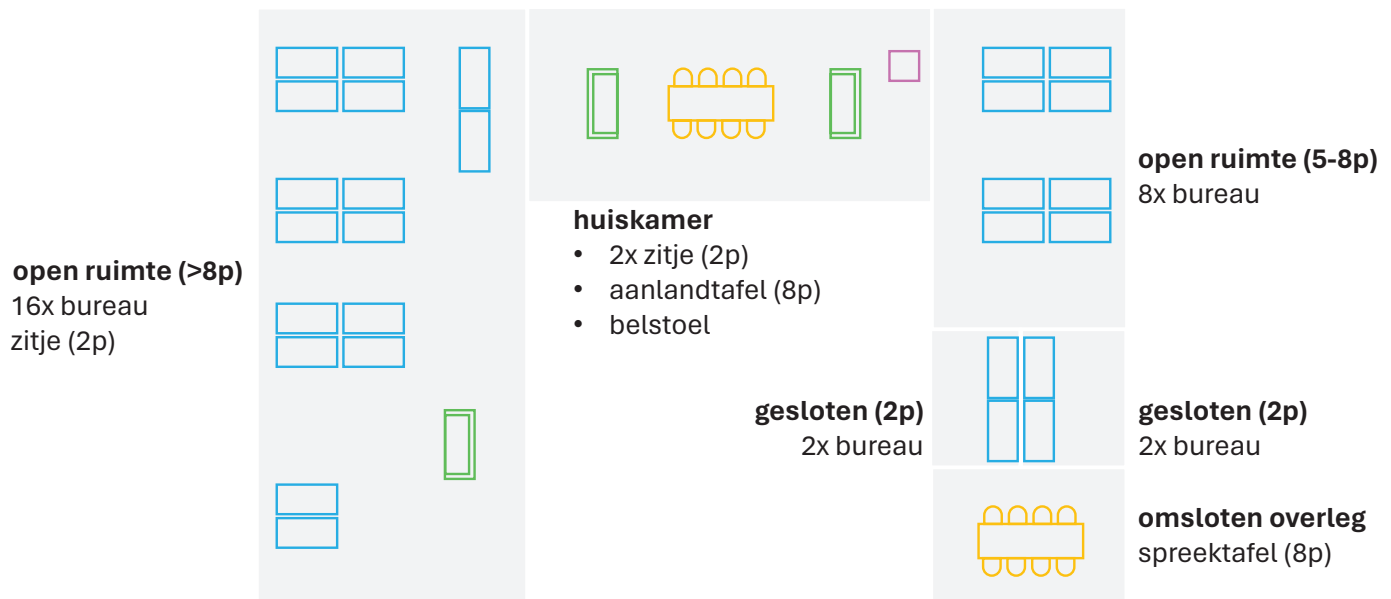 open ruimte (>8p)
16x bureau
zitje (2p)
huiskamer
• 2x zitje (2p)
• aanlandtafel (8p)
• belstoel
open ruimte (5-8p)
8x bureau
gesloten (2p)
2x bureau
gesloten (2p)
2x bureau
omsloten overleg
spreektafel (8p)